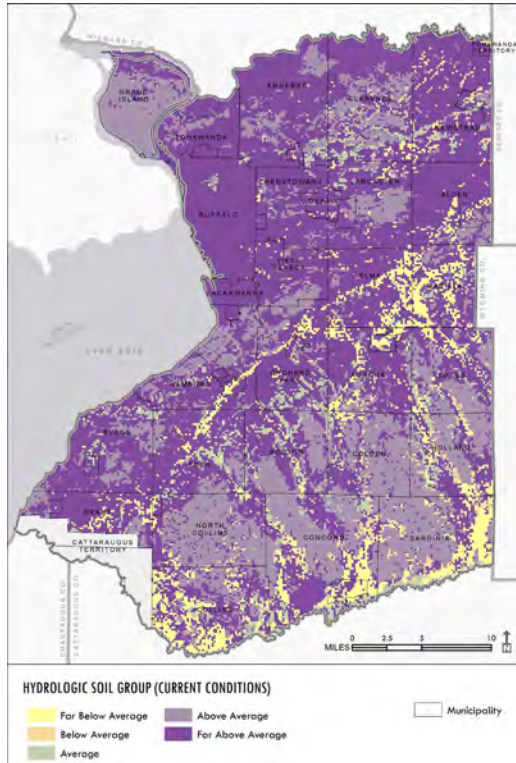 NIAGARA CO.
TONAWANDA
TERRITORY
GRAND
ISLAND
AMHERST
CLARENCE
NEWSTEAD
GENESEE CO.
TONAWANDA
CHEEKTOWAGA
LANCASTER
ALDEN
BUFFALO
WEST
SENECA
ELMA
LACKAWANNA
WYOMING CO.
LAKE ERIE
HAMBURG
ORCHARD
PARK
AURORA
EVANS
EDEN
BOSTON
COLDEN
HOLLAND
BRANT
NORTH
COLLINS
CONCORD
SARDINIA
CATTARAUGUS
TERRITORY
COLLINS
CHAUTAUQUA CO.
CATTARAUGUS CO.
MILES
0 2.5 5 10
N
HYDROLOGIC SOIL GROUP (CURRENT CONDITIONS)
Far Below Average
Below Average
Average
Above Average
Far Above Average
Municipality